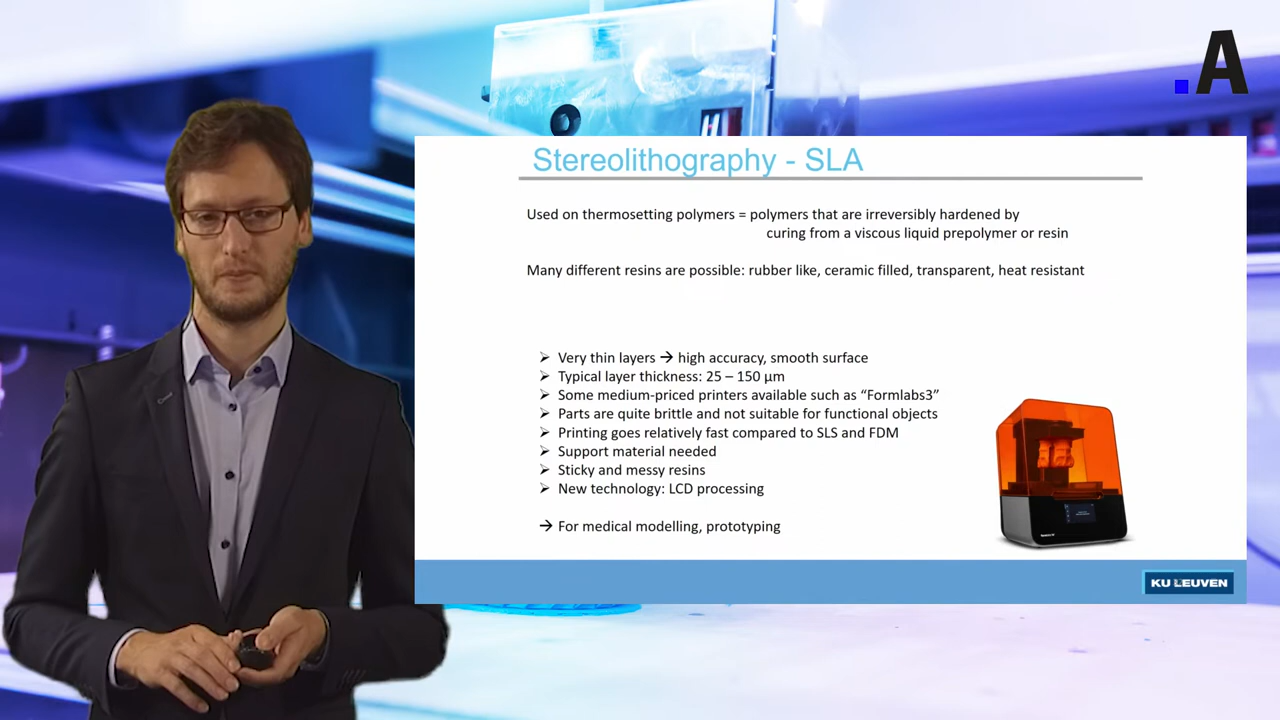 .A
Stereolithography - SLA
Used on thermosetting polymers = polymers that are irreversibly hardened by
curing from a viscous liquid prepolymer or resin
Many different resins are possible: rubber like, ceramic filled, transparent, heat resistant
➢ Very thin layers → high accuracy, smooth surface
➢ Typical layer thickness: 25 – 150 µm
➢ Some medium-priced printers available such as “Formlabs3”
➢ Parts are quite brittle and not suitable for functional objects
➢ Printing goes relatively fast compared to SLS and FDM
➢ Support material needed
➢ Sticky and messy resins
➢ New technology: LCD processing
→ For medical modelling, prototyping
KU LEUVEN